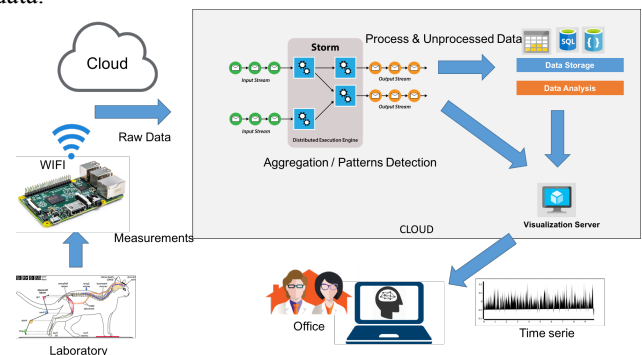 data.
Cloud
Storm
Process & Unprocessed Data
SQL
{ }
Input Stream
Output Stream
Data Storage
Data Analysis
Raw Data
Input Stream
Output Stream
Distributed Execution Engine
WIFI
Aggregation / Patterns Detection
Visualization Server
Measurements
CLOUD
Office
Time serie
Laboratory